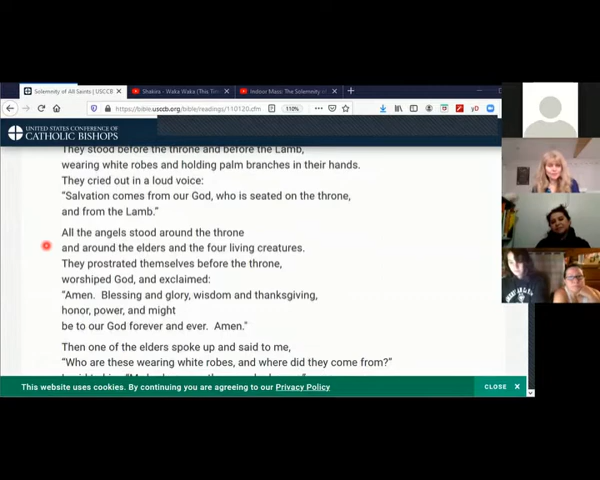 Solemnity of All Saints | USCCB
Shakira - Waka Waka (This Tim
Indoor Mass: The Solemnity of
https://bible.usccb.org/bible/readings/110120.cfm
110%
UNITED STATES CONFERENCE OF
CATHOLIC BISHOPS
They stood before the throne and before the Lamb,
wearing white robes and holding palm branches in their hands.
They cried out in a loud voice:
“Salvation comes from our God, who is seated on the throne,
and from the Lamb.”
All the angels stood around the throne
and around the elders and the four living creatures.
They prostrated themselves before the throne,
worshiped God, and exclaimed:
“Amen. Blessing and glory, wisdom and thanksgiving,
honor, power, and might
be to our God forever and ever. Amen."
Then one of the elders spoke up and said to me,
“Who are these wearing white robes, and where did they come from?”
This website uses cookies. By continuing you are agreeing to our Privacy Policy
CLOSE ×